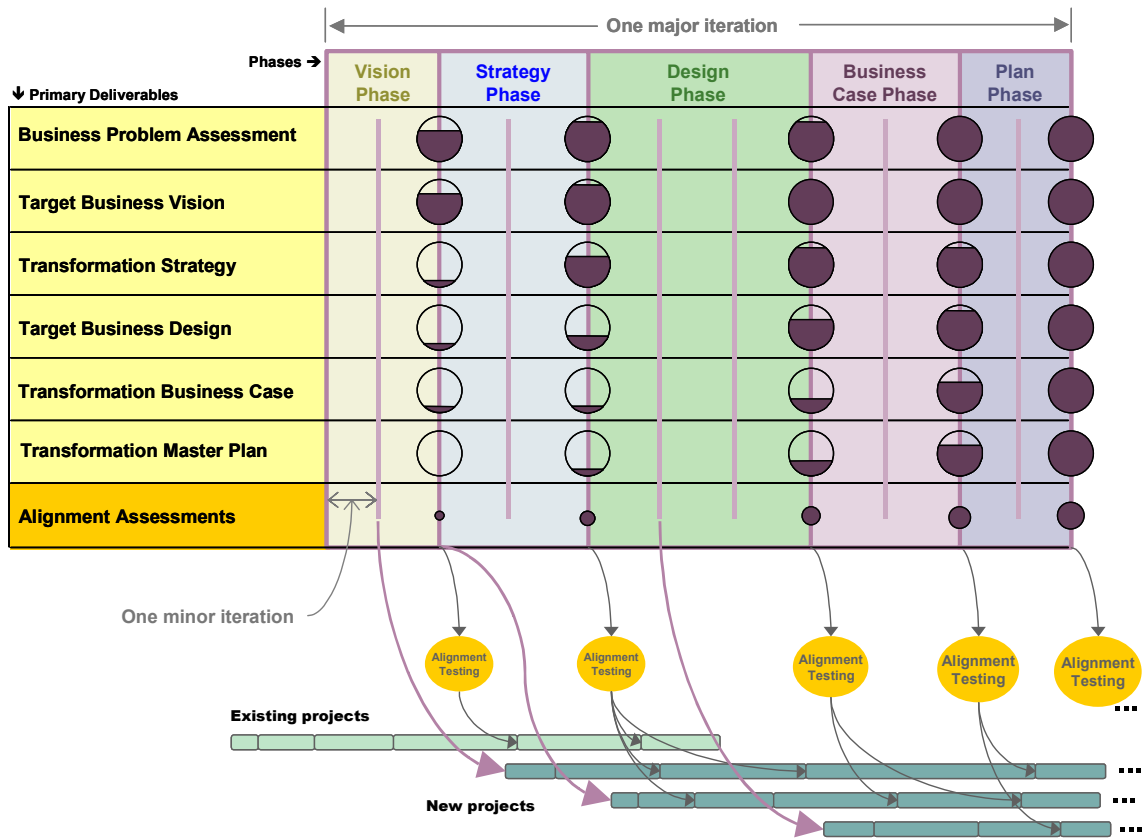 One major iteration
Phases →
Vision
Phase
Strategy
Phase
Design
Phase
Business
Case Phase
Plan
Phase
↓ Primary Deliverables
Business Problem Assessment
Target Business Vision
Transformation Strategy
Target Business Design
Transformation Business Case
Transformation Master Plan
Alignment Assessments
One minor iteration
Alignment
Testing
Alignment
Testing
Alignment
Testing
Alignment
Testing
Alignment
Testing
...
Existing projects
...
New projects
...
...